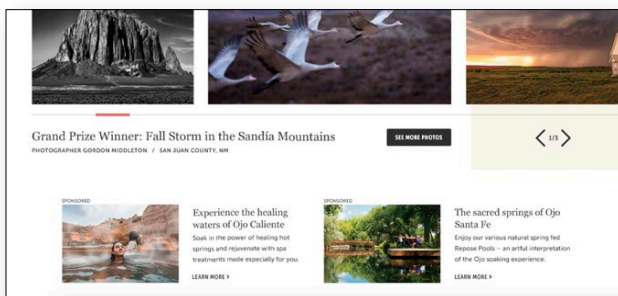 Grand Prize Winner: Fall Storm in the Sandía Mountains
PHOTOGRAPHER GORDON MIDDLETON / SAN JUAN COUNTY, NM
SEE MORE PHOTOS
1/5
SPONSORED
Experience the healing
waters of Ojo Caliente
Soak in the power of healing hot
springs and rejuvenate with spa
treatments made especially for you.
LEARN MORE >
SPONSORED
The sacred springs of Ojo
Santa Fe
Enjoy our various natural spring fed
Repose Pools – an artful interpretation
of the Ojo soaking experience.
LEARN MORE >